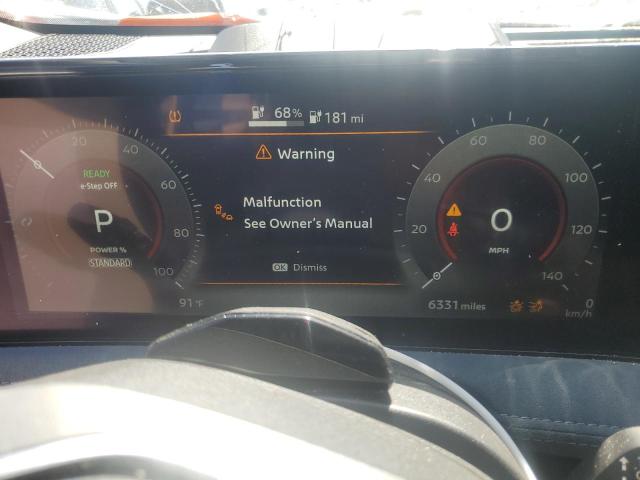 68%
181 mi
Warning
Malfunction
See Owner's Manual
OK Dismiss
20 40 60 80 100
READY
e-Step OFF
P
POWER %
STANDARD
91 °F
20 40 60 80 100 120 140
0
MPH
0
6331 miles
0
km/h